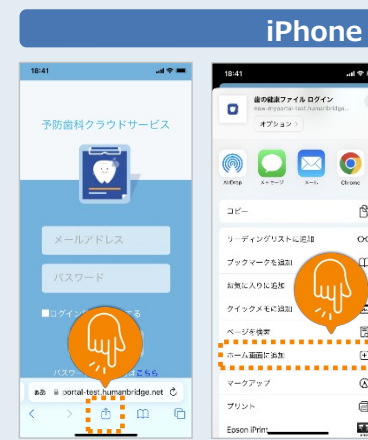 iPhone
18:41
予防歯科クラウドサービス
メールアドレス
パスワード
こちら
ああ portal-test.humanbridge.net
18:41
歯の健康ファイル ログイン
オプション
AirDrop
メッセージ
メール
Chrome
コピー
リーディングリストに追加
ブックマークを追加
お気に入りに追加
クイックメモに追加
ページを検索
ホーム画面に追加
マークアップ
プリント
Epson iPrint